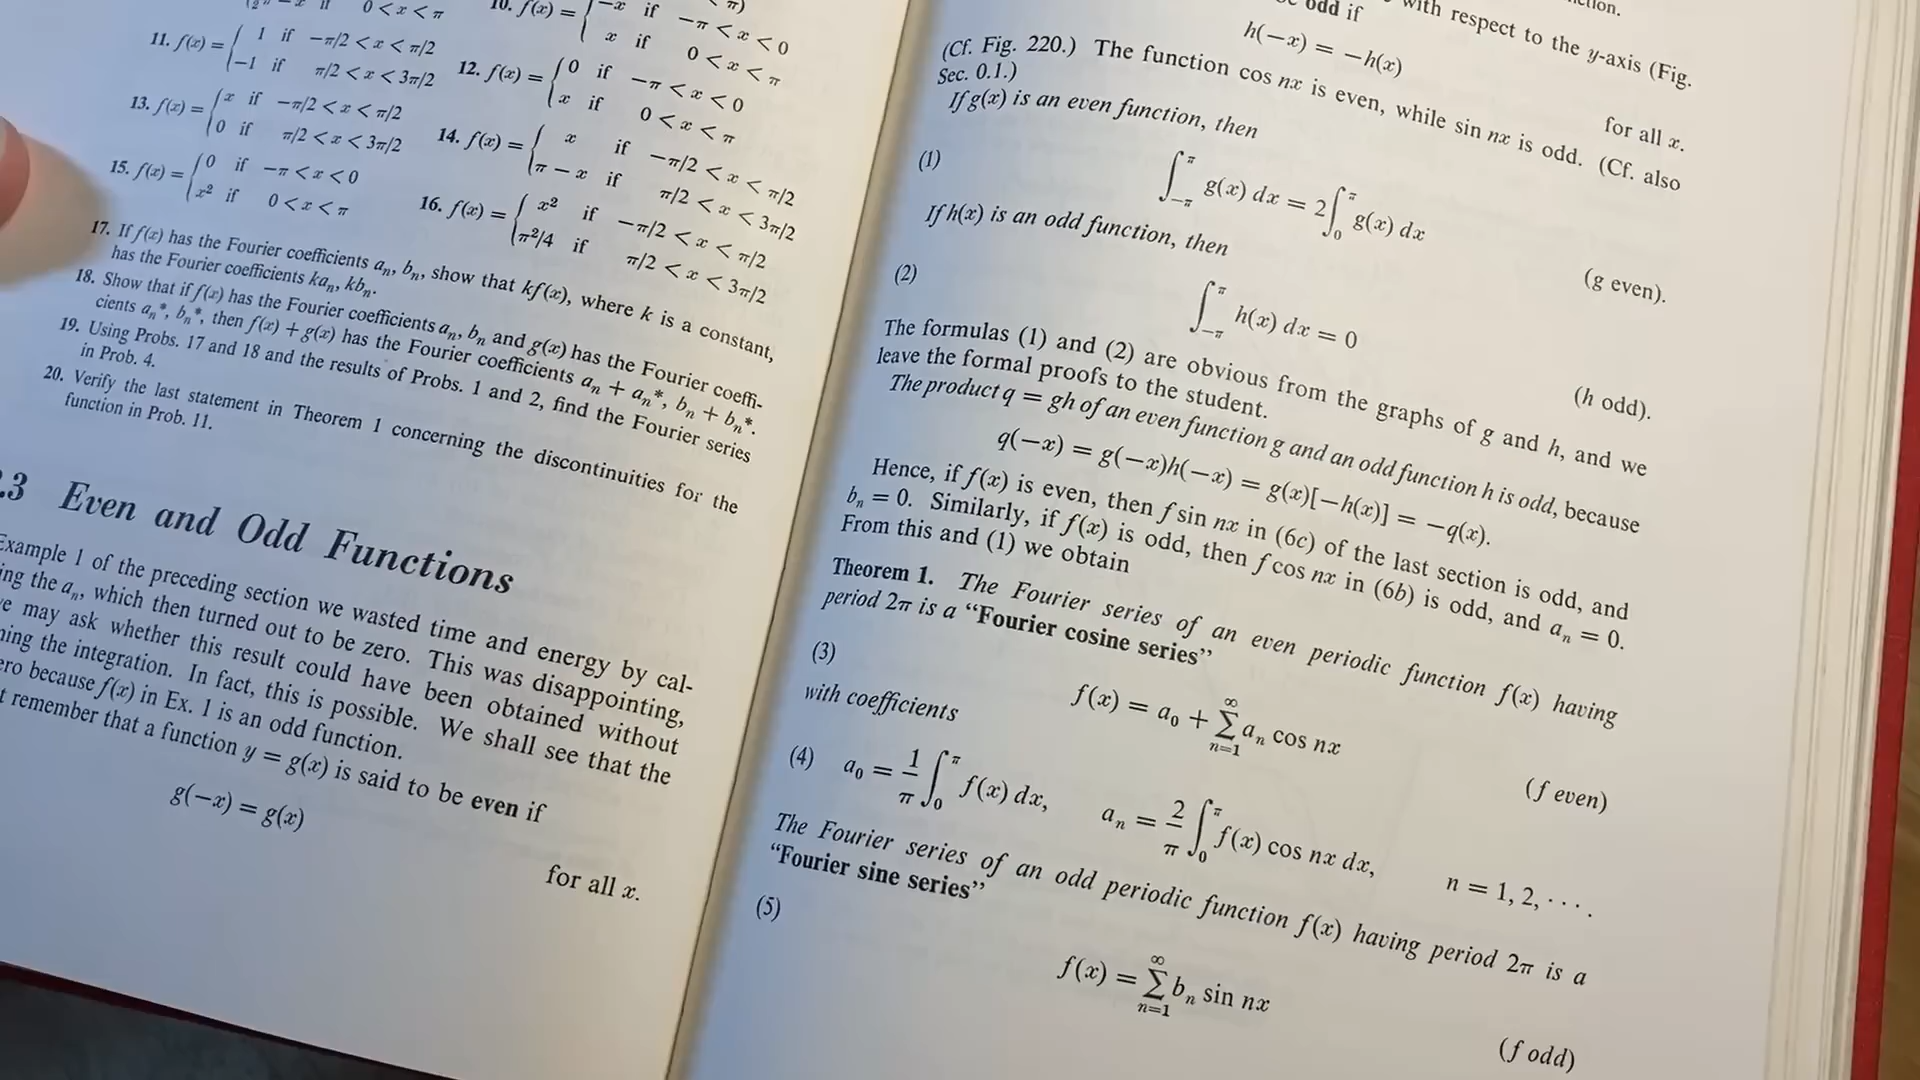 0 < x < π
10. f(x) = { −x if −π < x < 0
x if 0 < x < π
11. f(x) = { 1 if −π/2 < x < π/2
−1 if π/2 < x < 3π/2
12. f(x) = { 0 if −π < x < 0
x if 0 < x < π
13. f(x) = { x if −π/2 < x < π/2
0 if π/2 < x < 3π/2
14. f(x) = { x if −π/2 < x < π/2
π − x if π/2 < x < 3π/2
15. f(x) = { 0 if −π < x < 0
x² if 0 < x < π
16. f(x) = { x² if −π/2 < x < π/2
π²/4 if π/2 < x < 3π/2
17. If f(x) has the Fourier coefficients aₙ, bₙ, show that kf(x), where k is a constant,
has the Fourier coefficients kaₙ, kbₙ.
18. Show that if f(x) has the Fourier coefficients aₙ, bₙ and g(x) has the Fourier coeffi-
cients aₙ*, bₙ*, then f(x) + g(x) has the Fourier coefficients aₙ + aₙ*, bₙ + bₙ*.
19. Using Probs. 17 and 18 and the results of Probs. 1 and 2, find the Fourier series
in Prob. 4.
20. Verify the last statement in Theorem 1 concerning the discontinuities for the
function in Prob. 11.
.3 Even and Odd Functions
Example 1 of the preceding section we wasted time and energy by cal-
ing the aₙ, which then turned out to be zero. This was disappointing,
e may ask whether this result could have been obtained without
ming the integration. In fact, this is possible. We shall see that the
ero because f(x) in Ex. 1 is an odd function.
t remember that a function y = g(x) is said to be even if
g(−x) = g(x)
for all x.
with respect to the y-axis (Fig.
odd if
h(−x) = −h(x)
for all x.
(Cf. Fig. 220.) The function cos nx is even, while sin nx is odd. (Cf. also
Sec. 0.1.)
If g(x) is an even function, then
(1) ∫_{−π}^{π} g(x) dx = 2∫_0^π g(x) dx
(g even).
If h(x) is an odd function, then
(2) ∫_{−π}^{π} h(x) dx = 0
(h odd).
The formulas (1) and (2) are obvious from the graphs of g and h, and we
leave the formal proofs to the student.
The product q = gh of an even function g and an odd function h is odd, because
q(−x) = g(−x)h(−x) = g(x)[−h(x)] = −q(x).
Hence, if f(x) is even, then f sin nx in (6c) of the last section is odd, and
bₙ = 0. Similarly, if f(x) is odd, then f cos nx in (6b) is odd, and aₙ = 0.
From this and (1) we obtain
Theorem 1. The Fourier series of an even periodic function f(x) having
period 2π is a “Fourier cosine series”
(3) f(x) = a₀ + ∑_{n=1}^∞ aₙ cos nx
(f even)
with coefficients
(4) a₀ = 1/π ∫_0^π f(x) dx, aₙ = 2/π ∫_0^π f(x) cos nx dx, n = 1, 2, · · · .
The Fourier series of an odd periodic function f(x) having period 2π is a
“Fourier sine series”
(5) f(x) = ∑_{n=1}^∞ bₙ sin nx
(f odd)